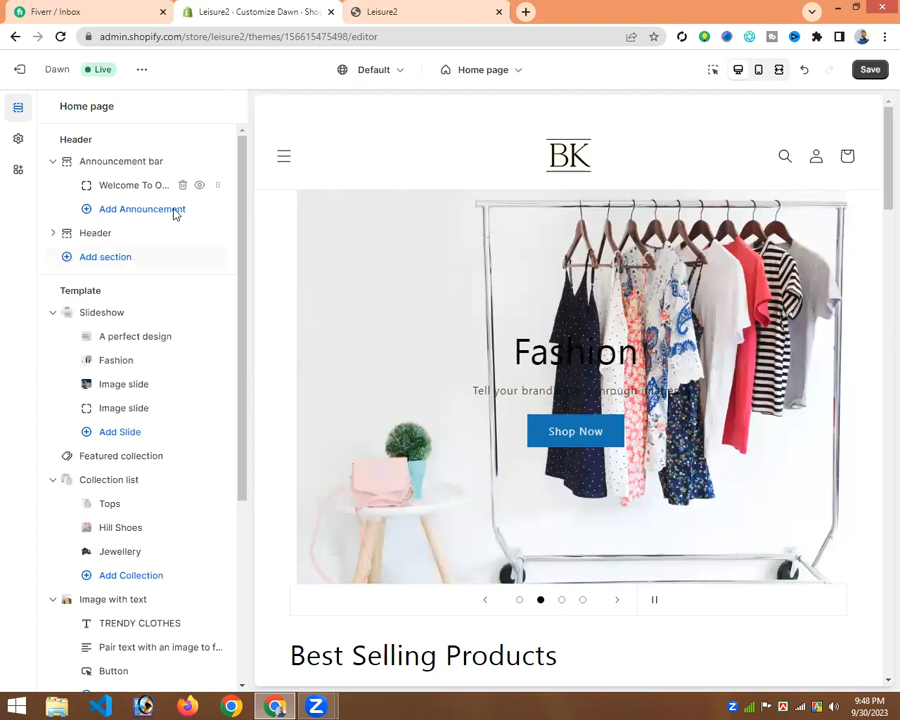 Fiverr / Inbox
Leisure2 - Customize Dawn - Sho
Leisure2
admin.shopify.com/store/leisure2/themes/156615475498/editor
Dawn
Live
Default
Home page
Save
Home page
Header
Announcement bar
Welcome To O...
Add Announcement
Header
Add section
Template
Slideshow
A perfect design
Fashion
Image slide
Image slide
Add Slide
Featured collection
Collection list
Tops
Hill Shoes
Jewellery
Add Collection
Image with text
TRENDY CLOTHES
Pair text with an image to f...
Button
BK
Fashion
Tell your brand's story through images
Shop Now
Best Selling Products
9:48 PM
9/30/2023